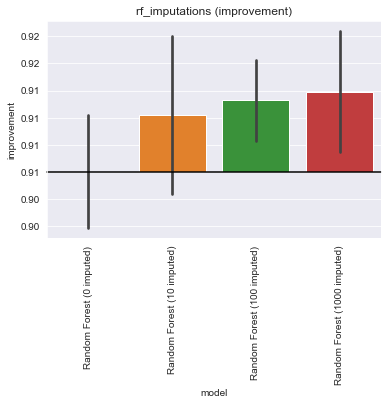 rf_imputations (improvement)
0.92
0.92
0.91
0.91
0.91
0.91
0.90
0.90
improvement
Random Forest (0 imputed)
Random Forest (10 imputed)
Random Forest (100 imputed)
Random Forest (1000 imputed)
model